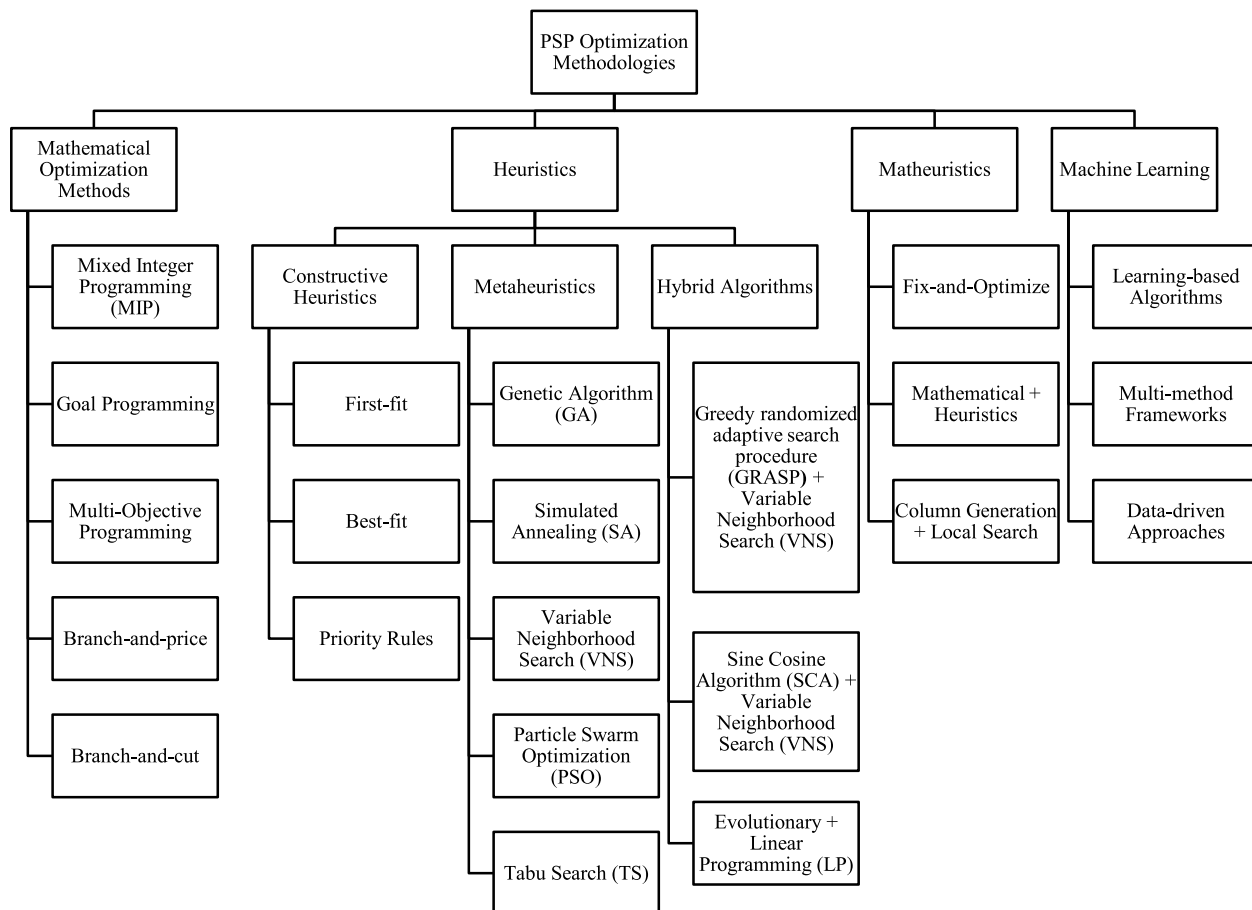 PSP Optimization
Methodologies
Mathematical
Optimization
Methods
Heuristics
Matheuristics
Machine Learning
Mixed Integer
Programming
(MIP)
Goal Programming
Multi-Objective
Programming
Branch-and-price
Branch-and-cut
Constructive
Heuristics
First-fit
Best-fit
Priority Rules
Metaheuristics
Genetic Algorithm
(GA)
Simulated
Annealing (SA)
Variable
Neighborhood
Search (VNS)
Particle Swarm
Optimization
(PSO)
Tabu Search (TS)
Hybrid Algorithms
Greedy randomized
adaptive search
procedure
(GRASP) +
Variable
Neighborhood
Search (VNS)
Sine Cosine
Algorithm (SCA) +
Variable
Neighborhood
Search (VNS)
Evolutionary +
Linear
Programming (LP)
Fix-and-Optimize
Mathematical +
Heuristics
Column Generation
+ Local Search
Learning-based
Algorithms
Multi-method
Frameworks
Data-driven
Approaches